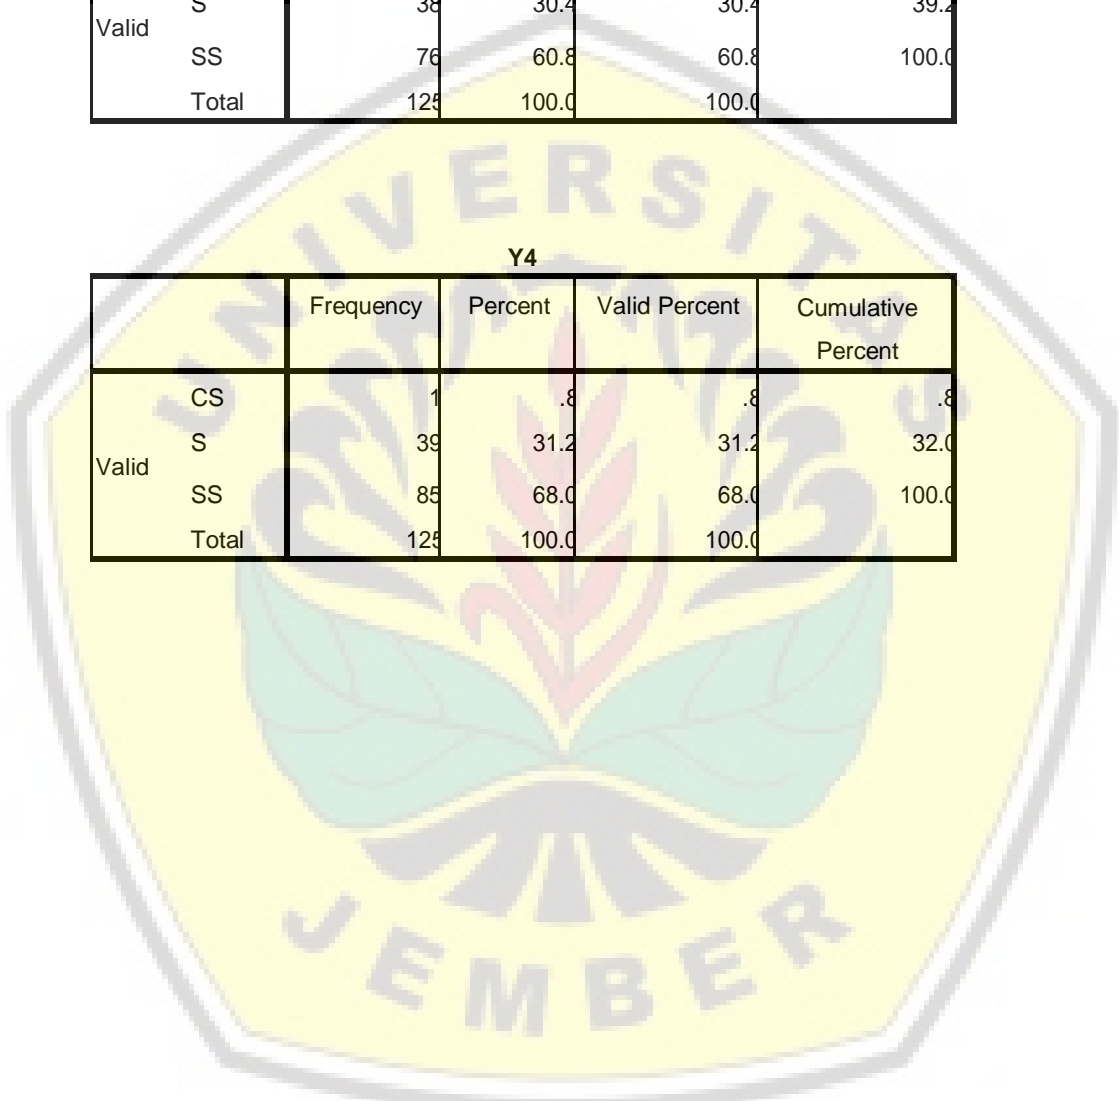 S 38 30.4 30.4 39.2
Valid
SS 76 60.8 60.8 100.0
Total 125 100.0 100.0
UNIVERSITAS
Y4
Frequency Percent Valid Percent Cumulative
Percent
CS 1 .8 .8 .8
S 39 31.2 31.2 32.0
Valid
SS 85 68.0 68.0 100.0
Total 125 100.0 100.0
JEMBER